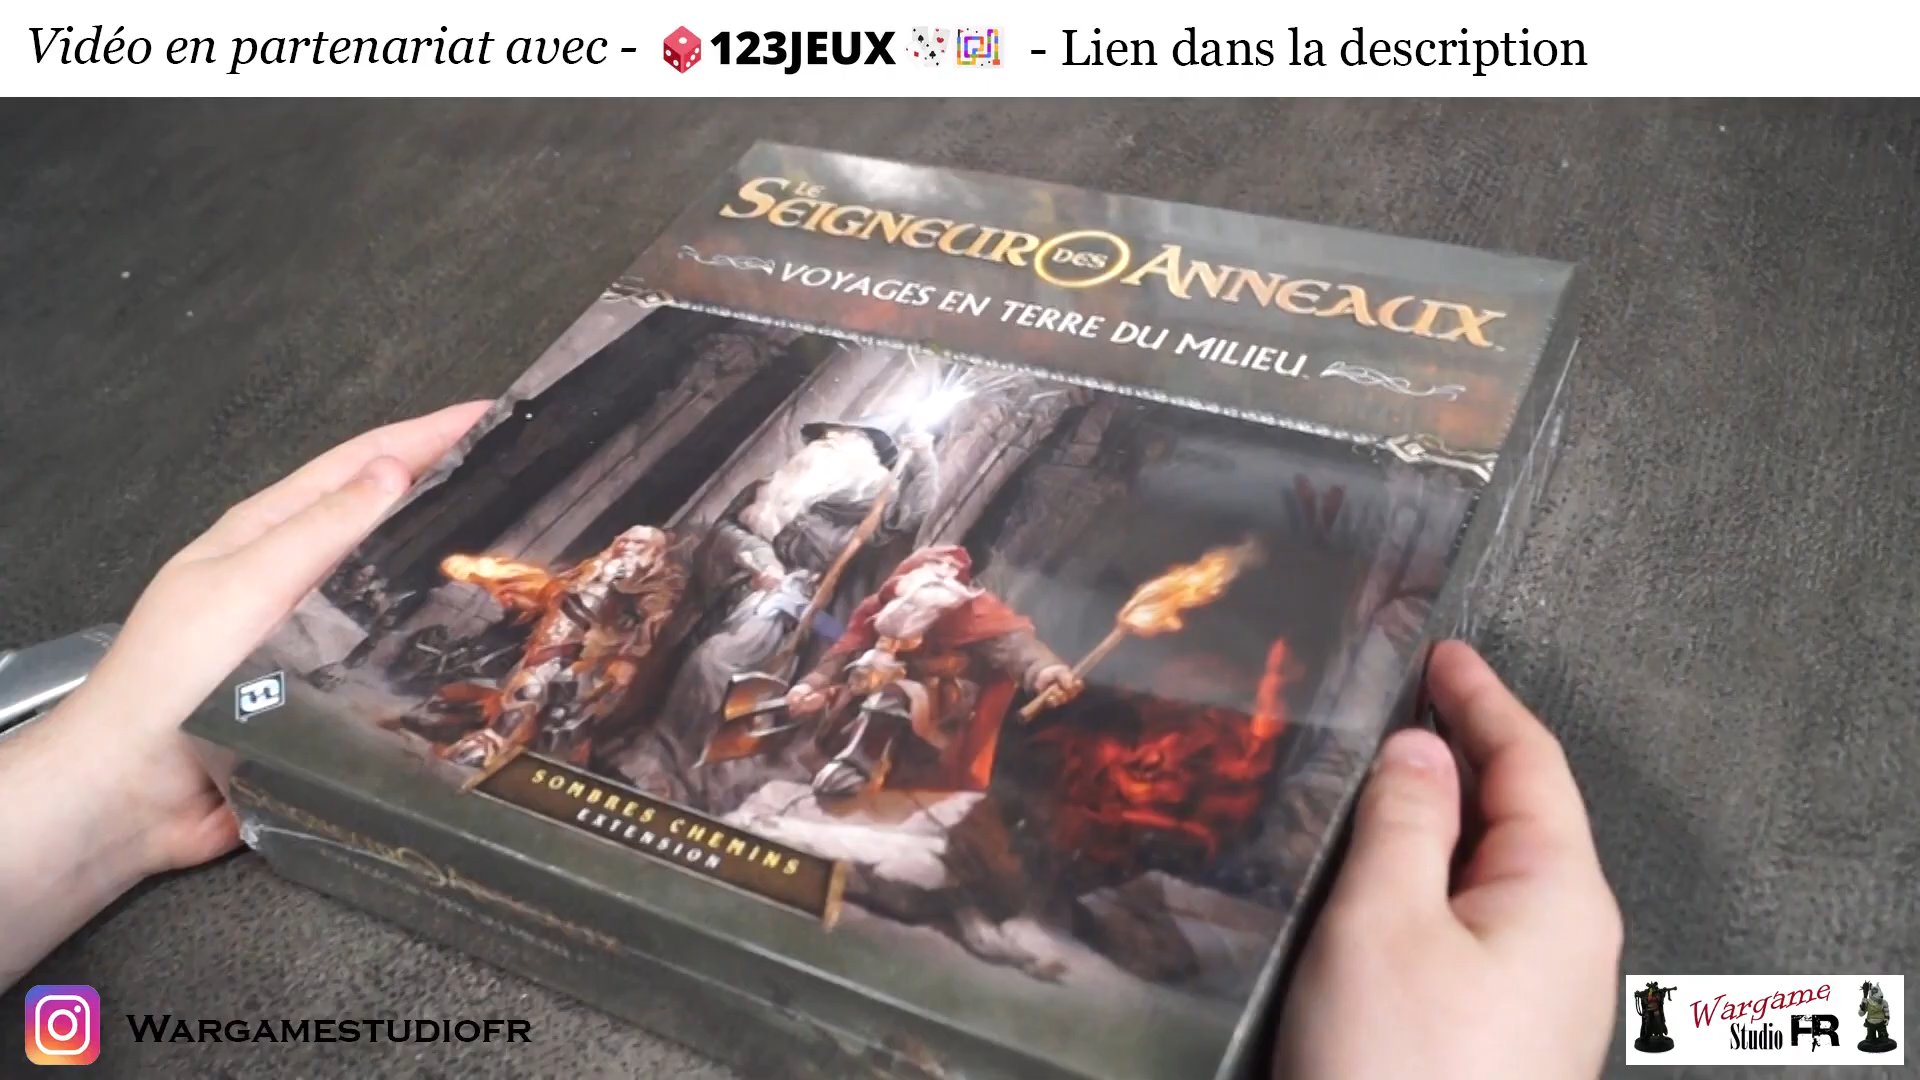 Vidéo en partenariat avec - 123JEUX - Lien dans la description
LE
SEIGNEUR DES ANNEAUX
VOYAGES EN TERRE DU MILIEU
SOMBRES CHEMINS
EXTENSION
WARGAMESTUDIOFR
Wargame
Studio FR